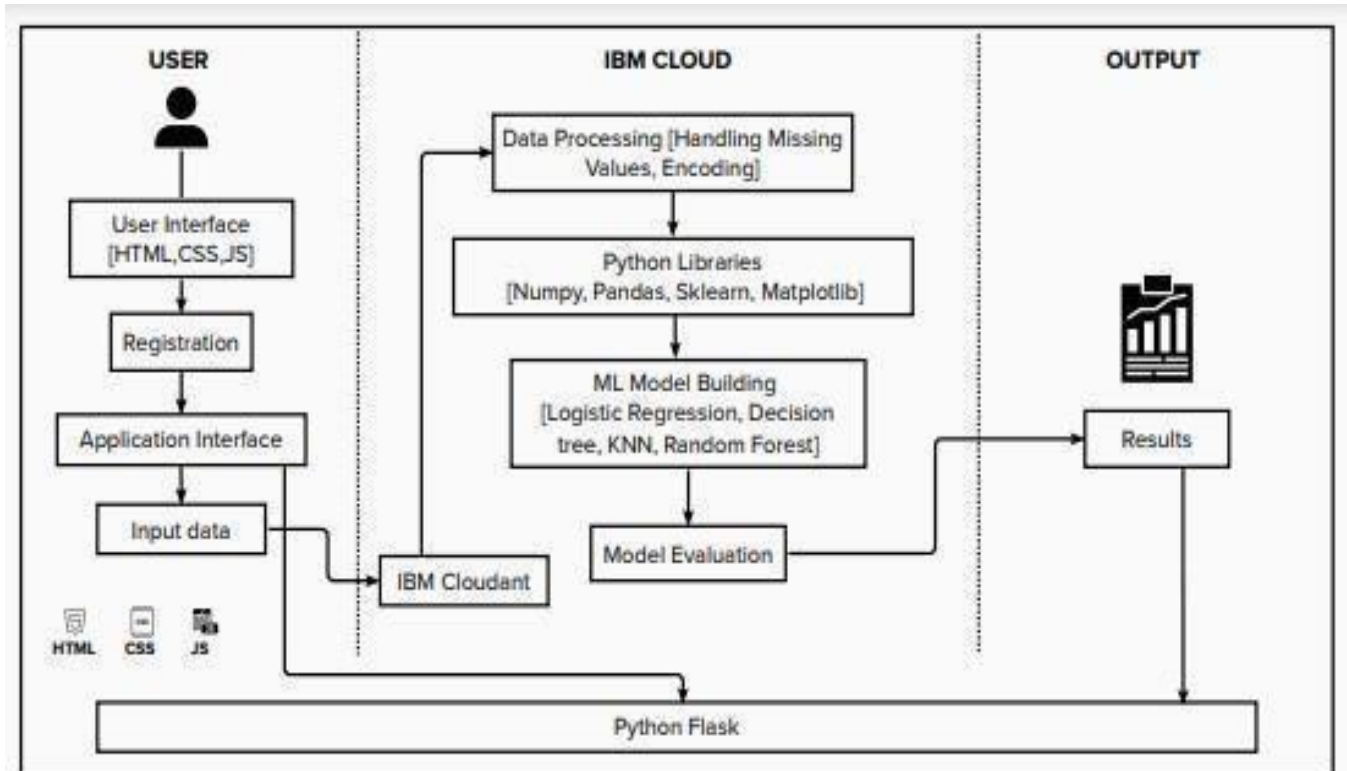 USER
User Interface
[HTML,CSS,JS]
Registration
Application Interface
Input data
HTML
CSS
JS
IBM CLOUD
Data Processing [Handling Missing
Values, Encoding]
Python Libraries
[Numpy, Pandas, Sklearn, Matplotlib]
ML Model Building
[Logistic Regression, Decision
tree, KNN, Random Forest]
Model Evaluation
IBM Cloudant
OUTPUT
Results
Python Flask